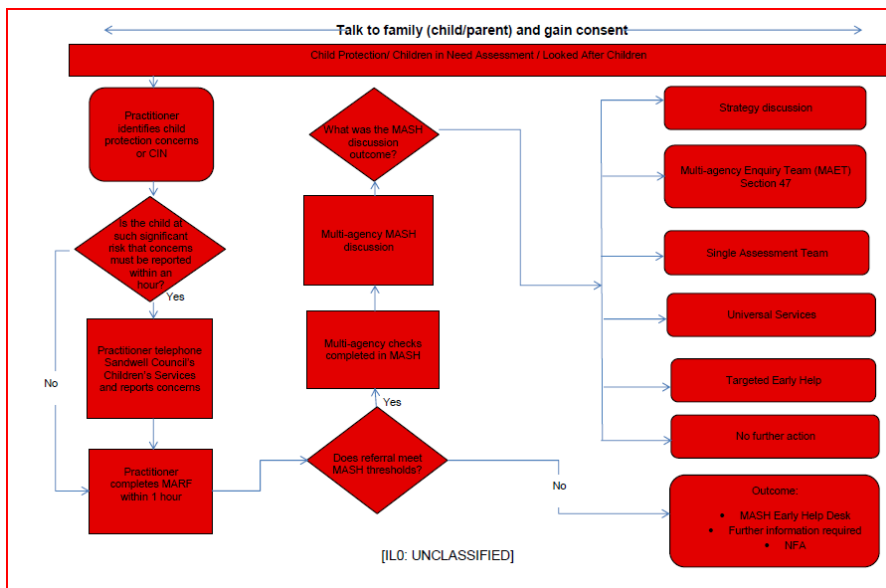 Talk to family (child/parent) and gain consent
Child Protection/ Children in Need Assessment / Looked After Children
Practitioner
identifies child
protection concerns
or CIN
Is the child at
such significant
risk that concerns
must be reported
within an
hour?
Yes
No
Practitioner telephone
Sandwell Council's
Children's Services
and reports concerns
Practitioner
completes MARF
within 1 hour
What was the MASH
discussion
outcome?
Multi-agency MASH
discussion
Multi-agency checks
completed in MASH
Yes
Does referral meet
MASH thresholds?
No
Strategy discussion
Multi-agency Enquiry Team (MAET)
Section 47
Single Assessment Team
Universal Services
Targeted Early Help
No further action
Outcome:
• MASH Early Help Desk
• Further information required
• NFA
[IL0: UNCLASSIFIED]